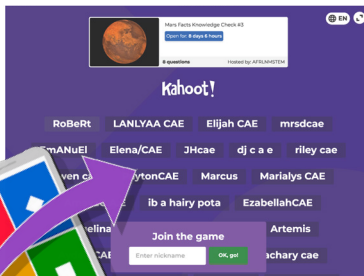 Mars Facts Knowledge Check #3
Open for: 8 days 6 hours
8 questions
Hosted by: AFRLNMSTEM
EN
Kahoot!
RoBeRt LANLYAA CAE Elijah CAE mrsdcae
EmANuEl Elena/CAE JHcae dj c a e riley cae
ytonCAE Marcus Marialys CAE
ib a hairy pota EzabellahCAE
Artemis
Join the game
Enter nickname
OK, go!